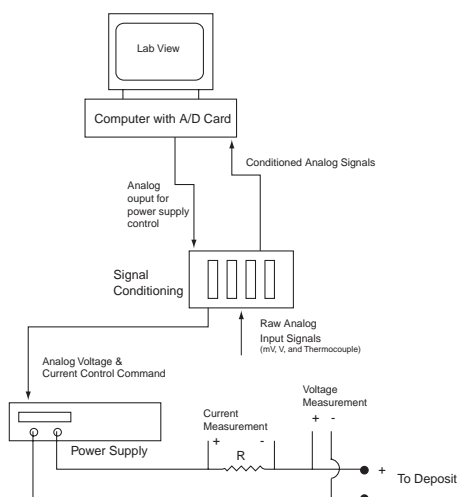 Lab View
Computer with A/D Card
Conditioned Analog Signals
Analog
ouput for
power supply
control
Signal
Conditioning
Raw Analog
Input Signals
(mV, V, and Thermocouple)
Analog Voltage &
Current Control Command
Voltage
Measurement
+ -
Current
Measurement
+ -
R
Power Supply
+
To Deposit